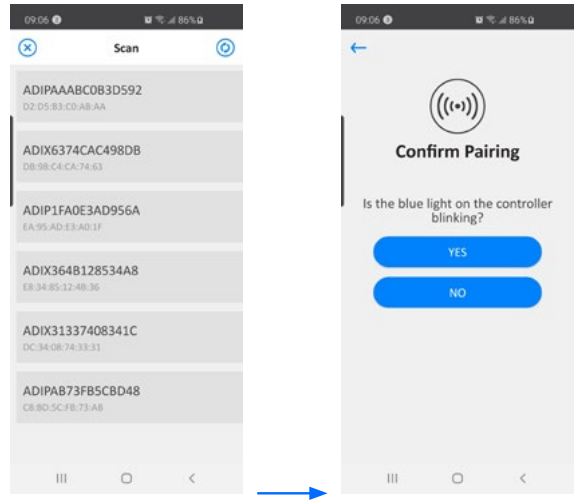 09:06 86%
Scan
ADIPAAABC0B3D592
D2:D5:B3:C0:AB:AA
ADIX6374CAC498DB
DB:98:C4:CA:74:63
ADIP1FA0E3AD956A
EA:95:AD:E3:A0:1F
ADIX364B128534A8
E8:34:85:12:4B:36
ADIX31337408341C
DC:34:08:74:33:31
ADIPAB73FB5CBD48
C8:BD:5C:FB:73:AB
09:06 86%
Confirm Pairing
Is the blue light on the controller
blinking?
YES
NO